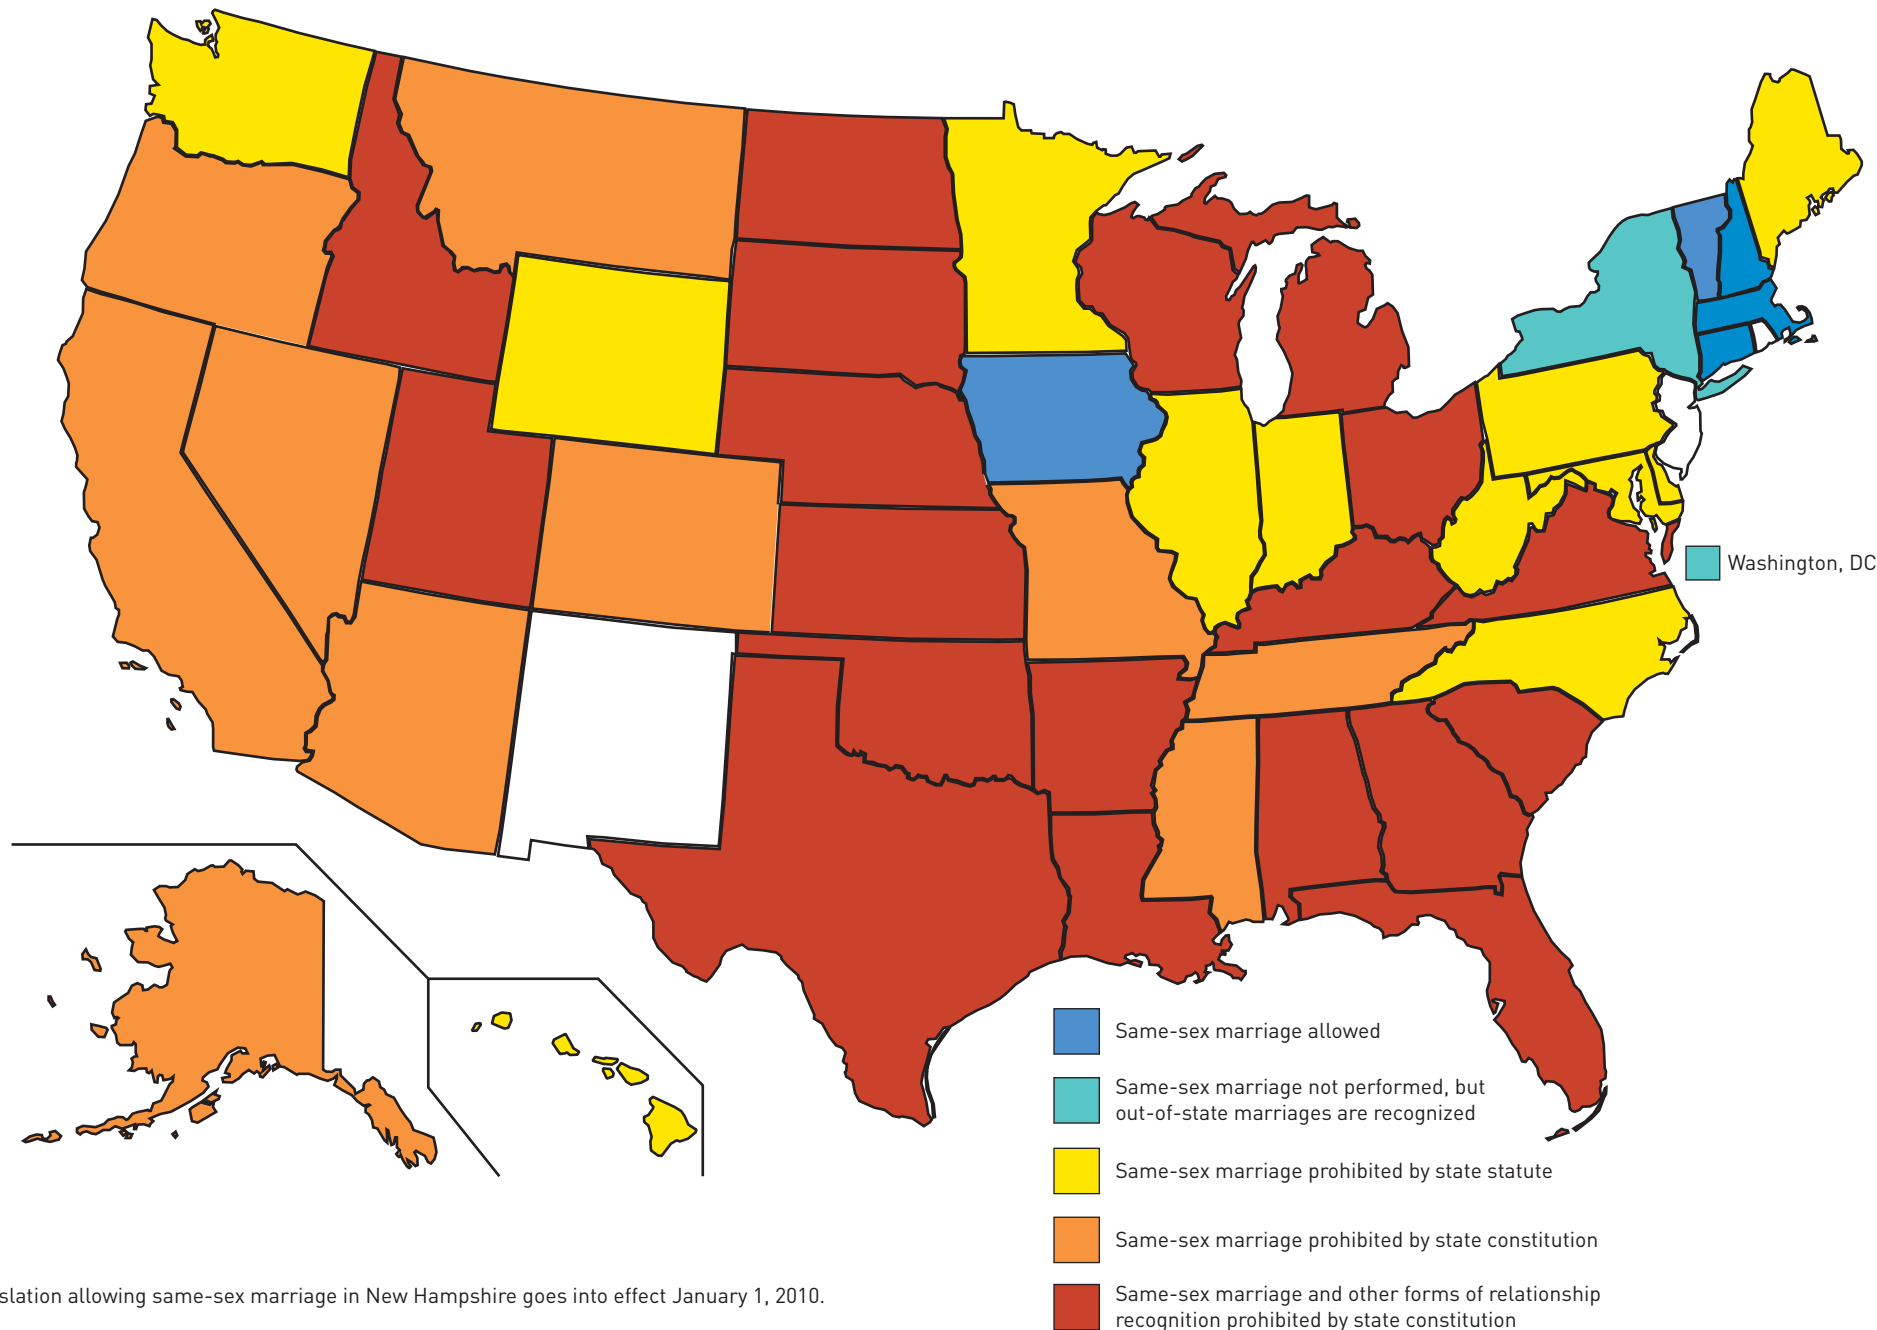 Washington, DC
Same-sex marriage allowed
Same-sex marriage not performed, but
out-of-state marriages are recognized
Same-sex marriage prohibited by state statute
Same-sex marriage prohibited by state constitution
Same-sex marriage and other forms of relationship
recognition prohibited by state constitution
slation allowing same-sex marriage in New Hampshire goes into effect January 1, 2010.